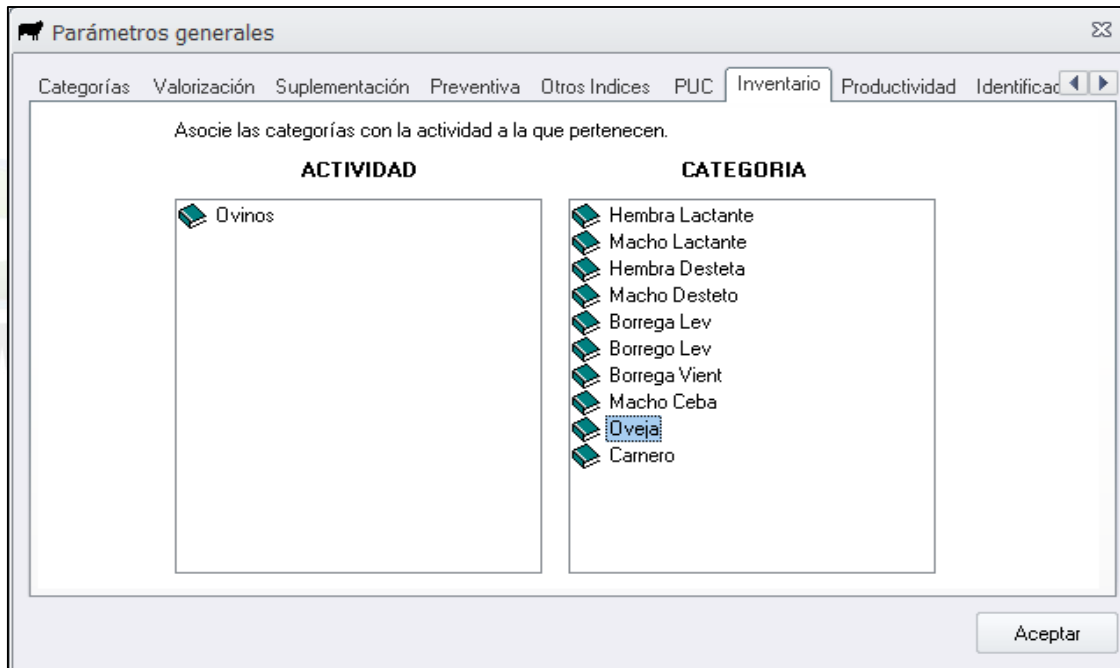 Parámetros generales
Categorías Valorización Suplementación Preventiva Otros Indices PUC Inventario Productividad Identificac
Asocie las categorías con la actividad a la que pertenecen.
ACTIVIDAD CATEGORIA
Ovinos Hembra Lactante
Macho Lactante
Hembra Desteta
Macho Desteto
Borrega Lev
Borrego Lev
Borrega Vient
Macho Ceba
Oveja
Carnero
Aceptar